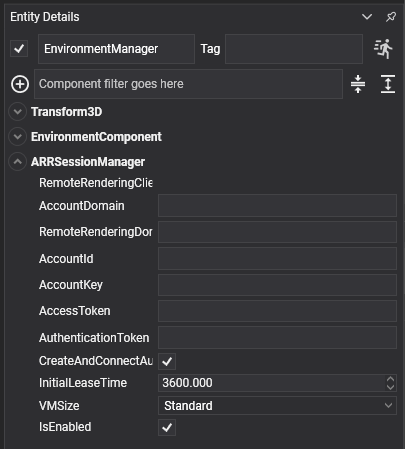 Entity Details
EnvironmentManager Tag
Component filter goes here
Transform3D
EnvironmentComponent
ARRSessionManager
RemoteRenderingClie
AccountDomain
RemoteRenderingDor
AccountId
AccountKey
AccessToken
AuthenticationToken
CreateAndConnectAu
InitialLeaseTime 3600.000
VMSize Standard
IsEnabled